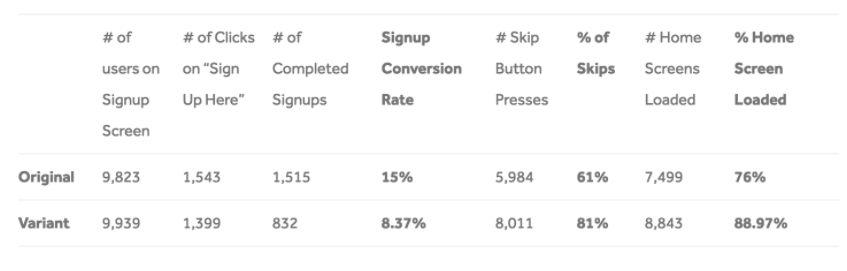 # of # of Clicks # of Signup # Skip % of # Home % Home
users on on “Sign Completed Conversion Button Skips Screens Screen
Signup Up Here” Signups Rate Presses Loaded Loaded
Screen
Original 9,823 1,543 1,515 15% 5,984 61% 7,499 76%
Variant 9,939 1,399 832 8.37% 8,011 81% 8,843 88.97%